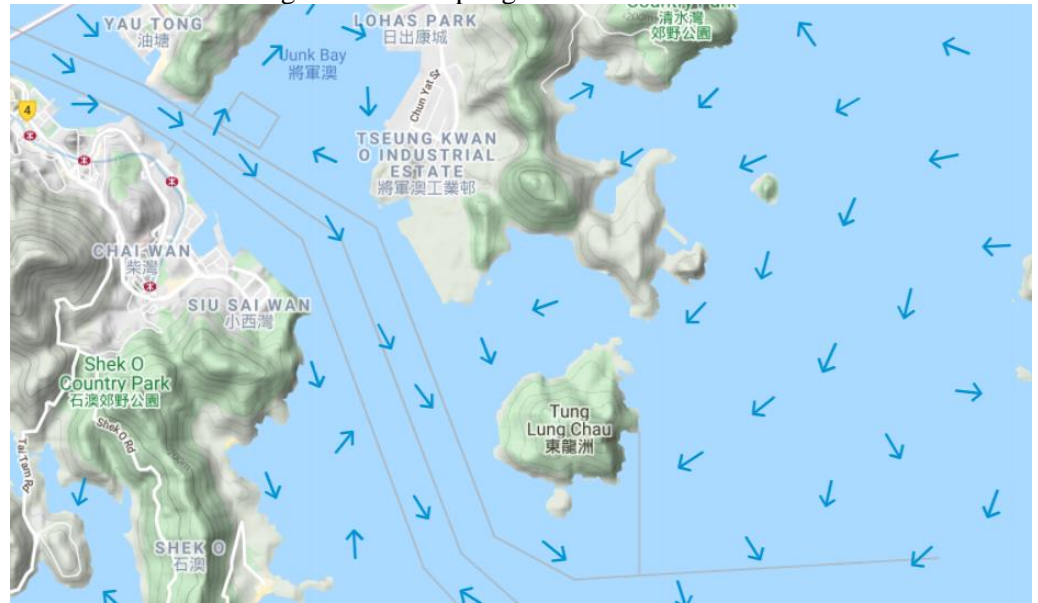 YAU TONG
油塘
LOHAS PARK
日出康城
Junk Bay
將軍澳
清水灣
郊野公園
Chun Yat St
4
TSEUNG KWAN
O INDUSTRIAL
ESTATE
將軍澳工業邨
CHAI WAN
柴灣
SIU SAI WAN
小西灣
Shek O
Country Park
石澳郊野公園
Shek O Rd
Tai Tam Rd
Tung
Lung Chau
東龍洲
SHEK O
石澳